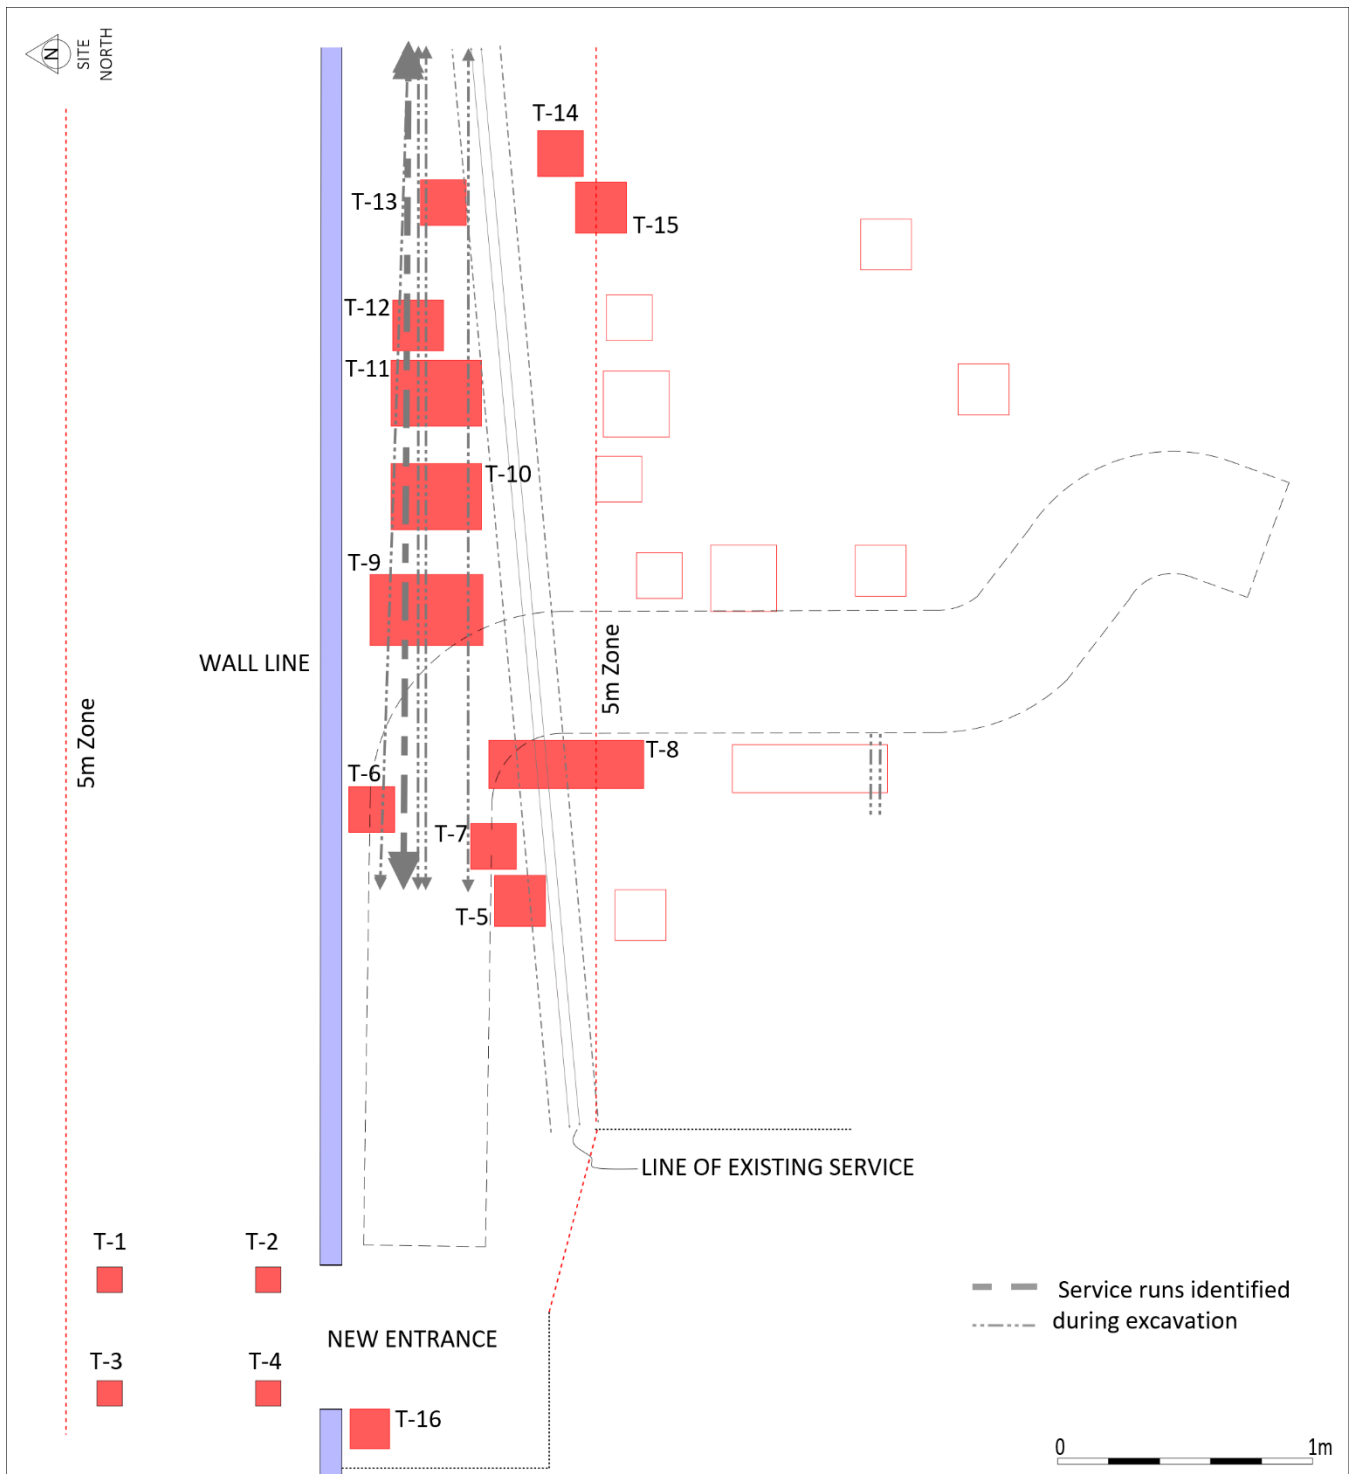 N
SITE
NORTH
T-14
T-13
T-15
T-12
T-11
T-10
T-9
WALL LINE
5m Zone
5m Zone
T-8
T-6
T-7
T-5
LINE OF EXISTING SERVICE
T-1
T-2
Service runs identified
during excavation
NEW ENTRANCE
T-3
T-4
T-16
0
1m